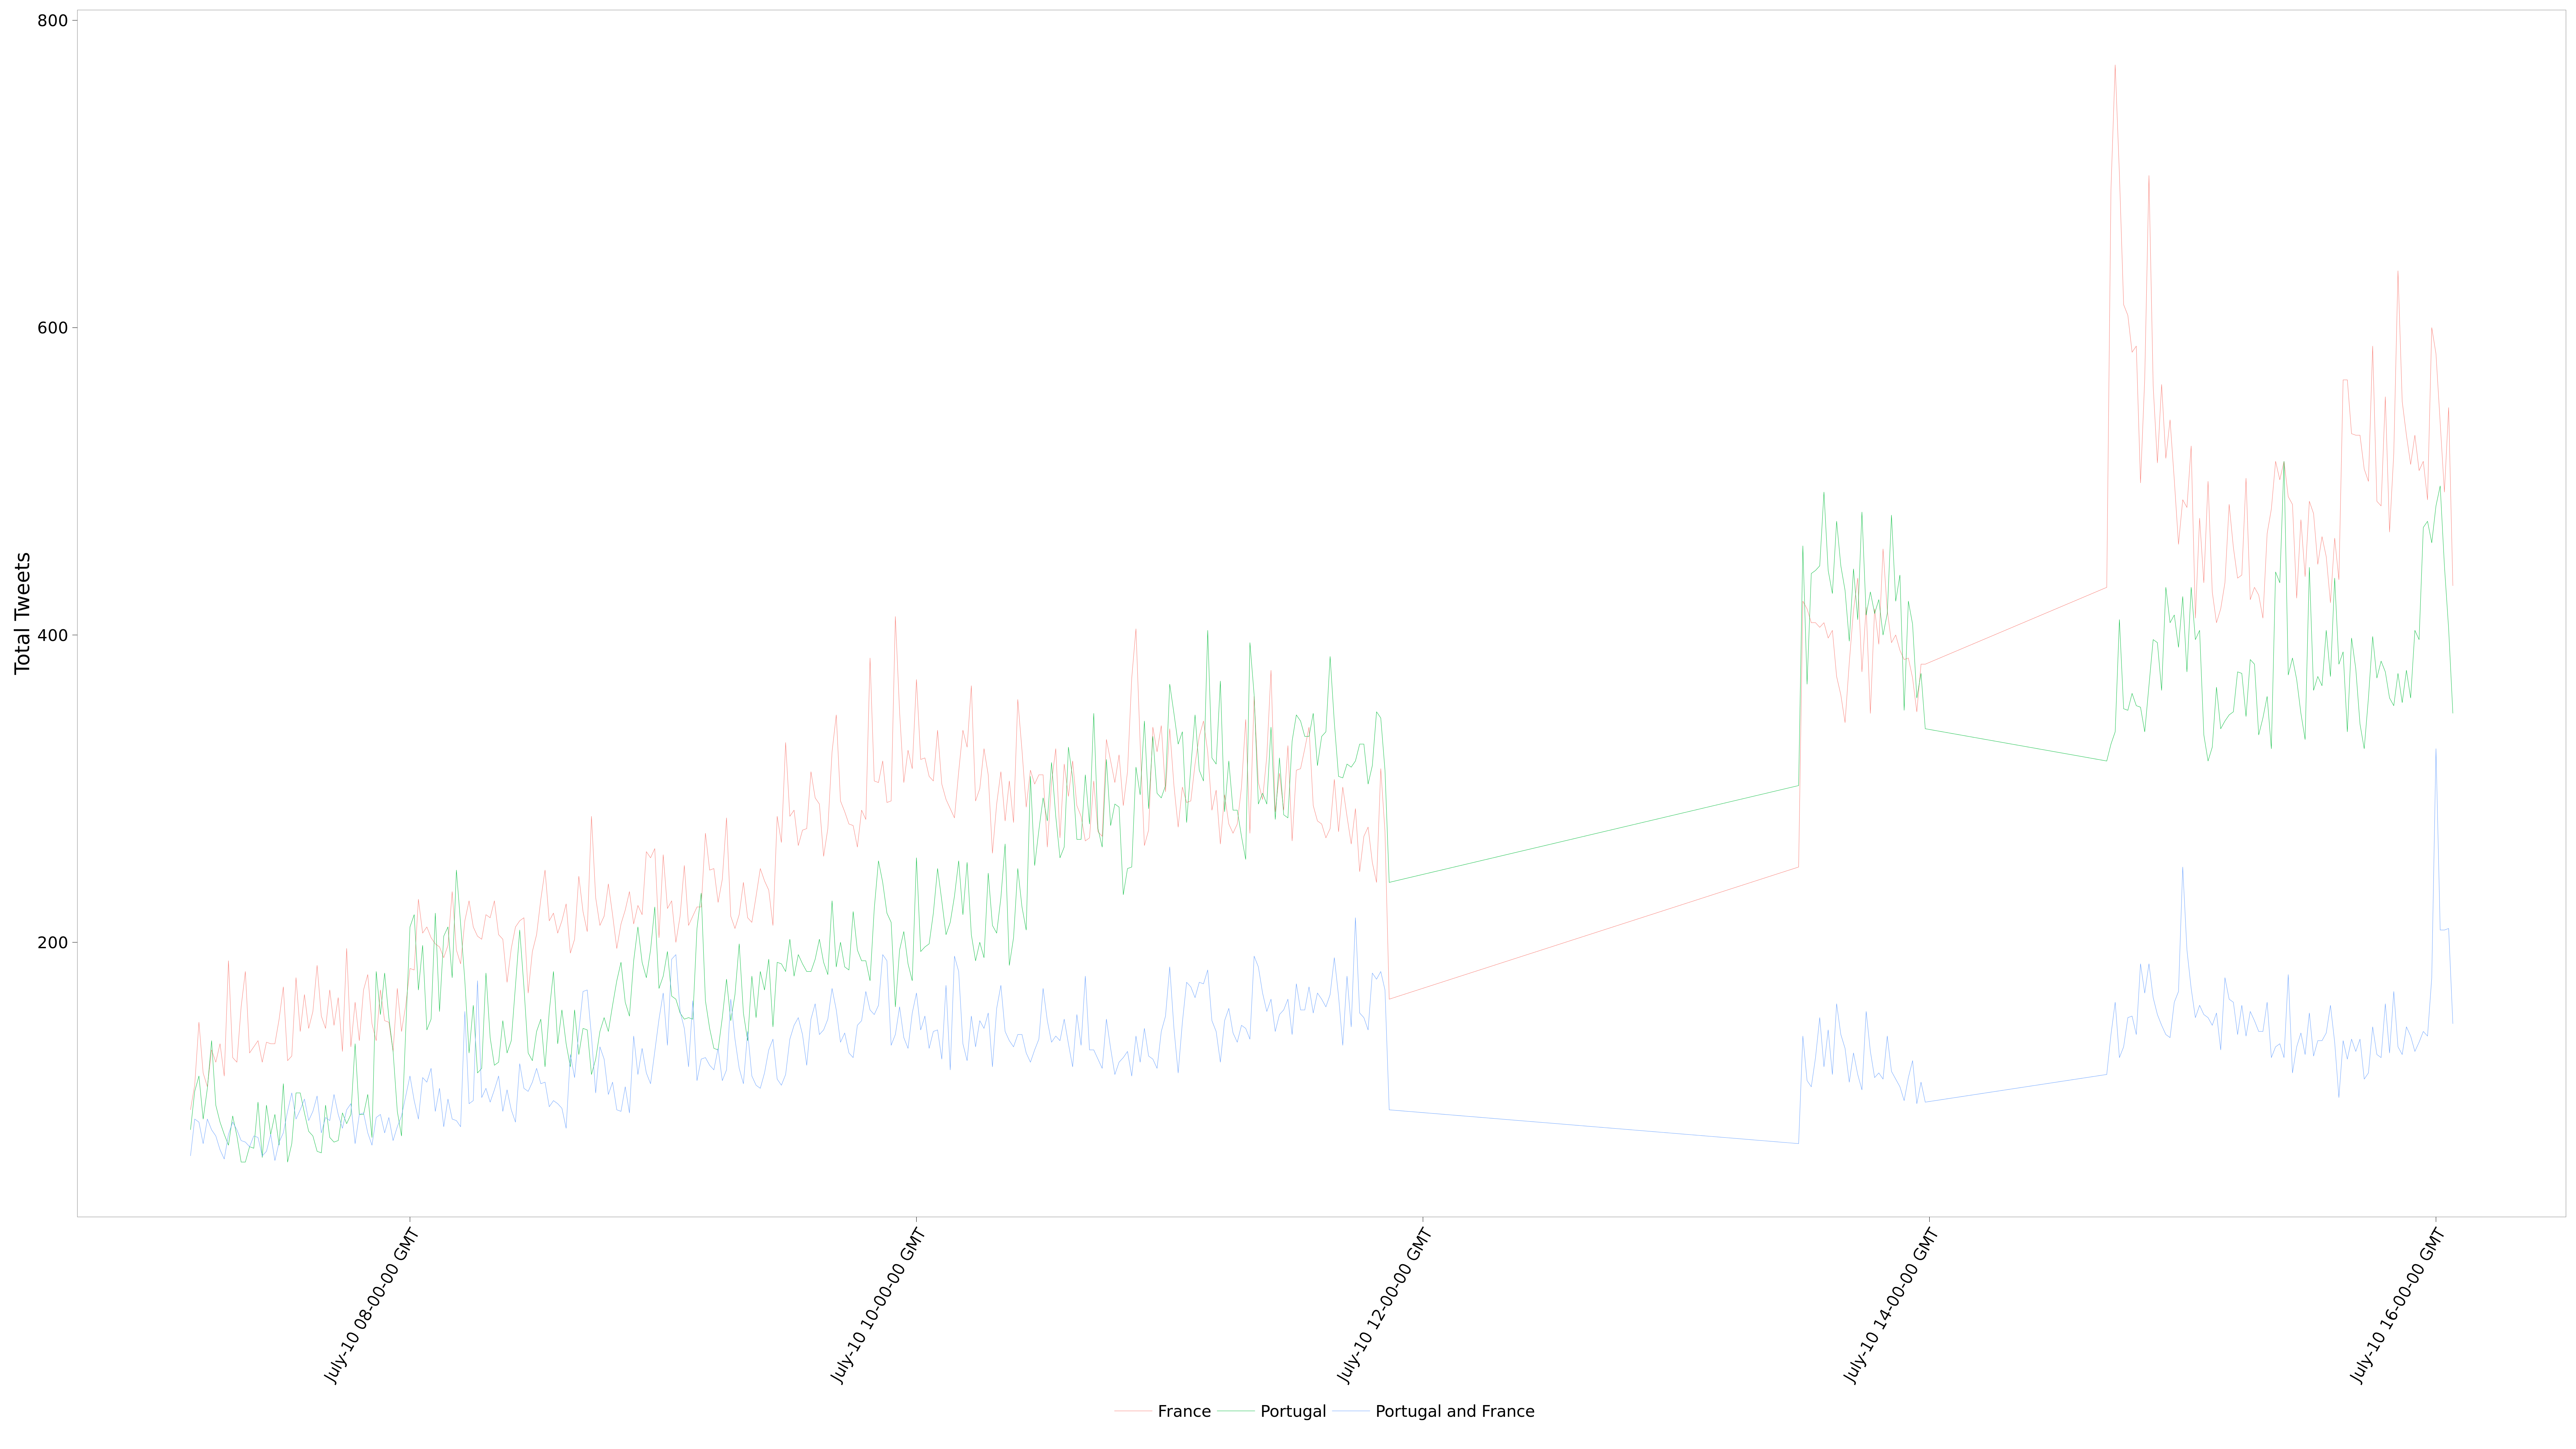 800
600
400
200
Total Tweets
July-10 08-00-00 GMT
July-10 10-00-00 GMT
July-10 12-00-00 GMT
July-10 14-00-00 GMT
July-10 16-00-00 GMT
France Portugal Portugal and France